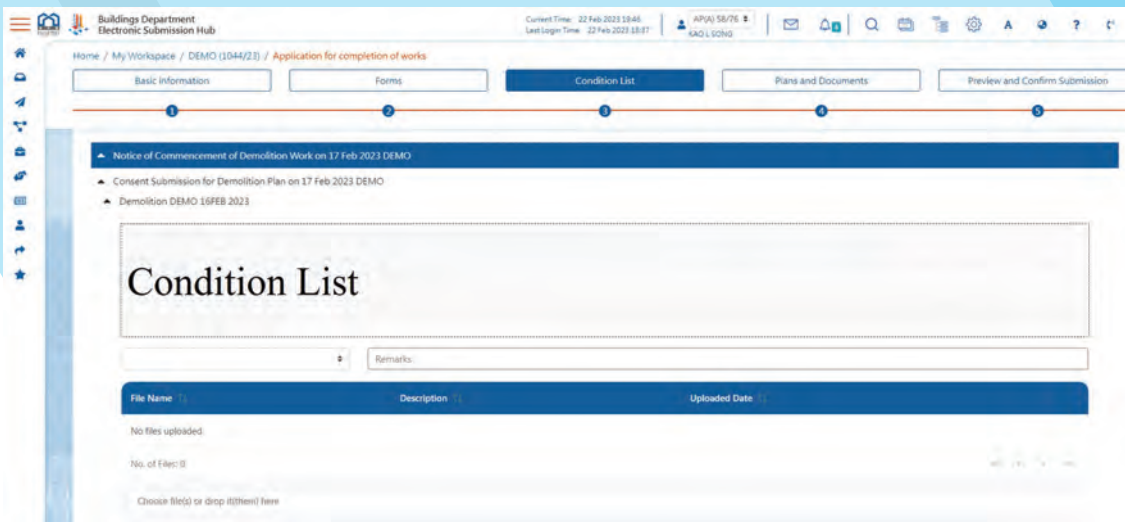 Buildings Department
Electronic Submission Hub
Current Time: 22 Feb 2023 18:46
Last Login Time: 22 Feb 2023 18:37
AP(A) 58/76
KAO L SONG
A
?
Home / My Workspace / DEMO (1044/23) / Application for completion of works
Basic Information
Forms
Condition List
Plans and Documents
Preview and Confirm Submission
1
2
3
4
5
Notice of Commencement of Demolition Work on 17 Feb 2023 DEMO
Consent Submission for Demolition Plan on 17 Feb 2023 DEMO
Demolition DEMO 16FEB 2023
Condition List
Remarks
File Name
Description
Uploaded Date
No files uploaded.
No. of Files: 0
Choose file(s) or drop it(them) here